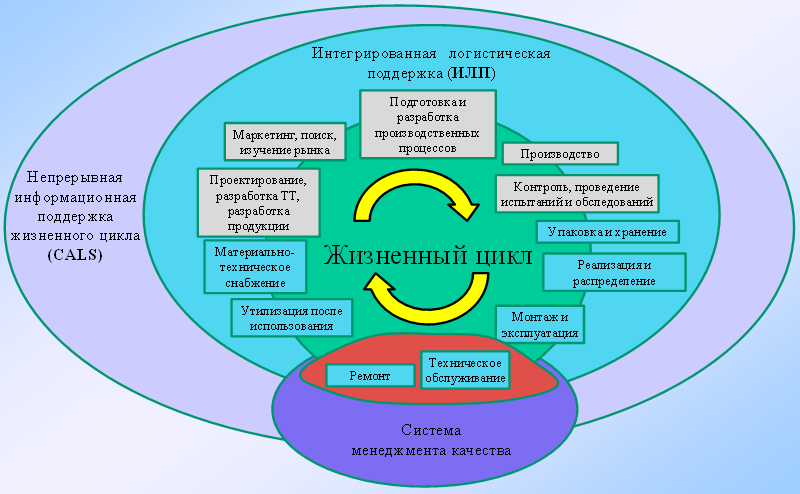 Интегрированная логистическая
поддержка (ИЛП)
Подготовка и
разработка
производственных
процессов
Маркетинг, поиск,
изучение рынка
Производство
Непрерывная
информационная
поддержка
жизненного цикла
(CALS)
Проектирование,
разработка ТТ,
разработка
продукции
Контроль, проведение
испытаний и обследований
Упаковка и хранение
Материально-
техническое
снабжение
Жизненный цикл
Реализация и
распределение
Утилизация после
использования
Монтаж и
эксплуатация
Ремонт
Техническое
обслуживание
Система
менеджмента качества